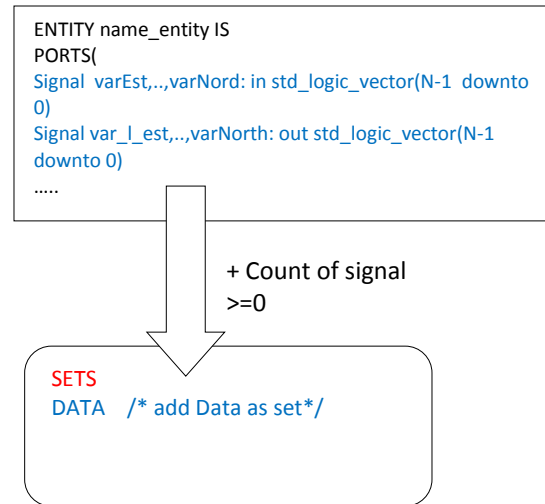 ENTITY name_entity IS
PORTS(
Signal varEst,..,varNord: in std_logic_vector(N-1 downto
0)
Signal var_l_est,..,varNorth: out std_logic_vector(N-1
downto 0)
.....
+ Count of signal
>=0
SETS
DATA /* add Data as set*/